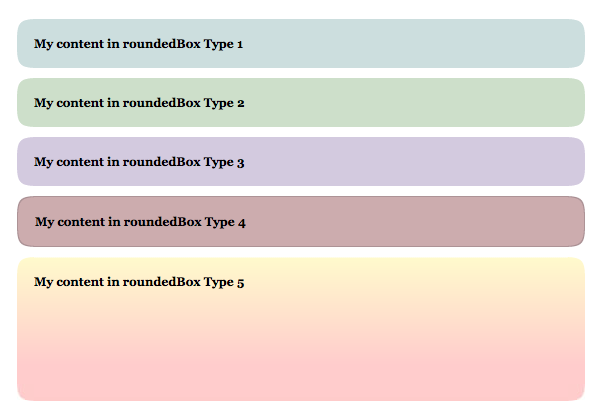 My content in roundedBox Type 1
My content in roundedBox Type 2
My content in roundedBox Type 3
My content in roundedBox Type 4
My content in roundedBox Type 5